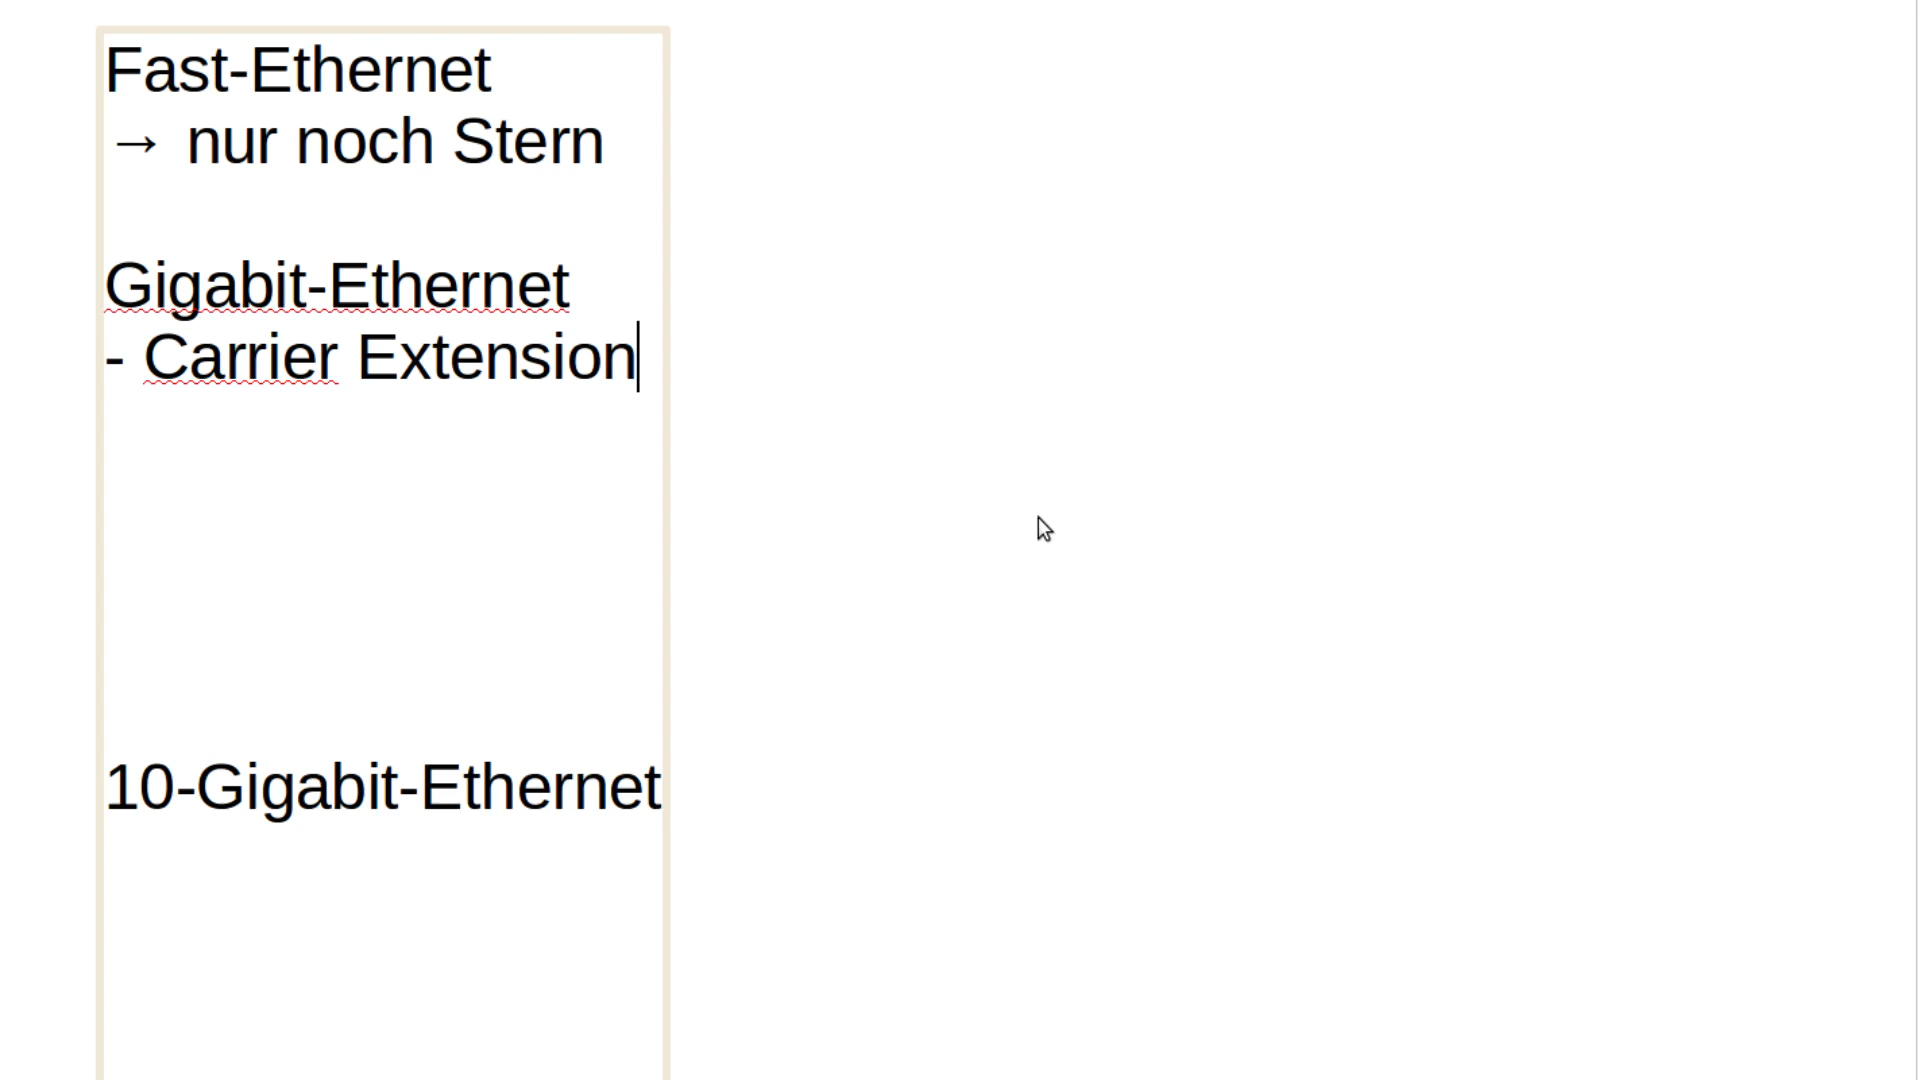 Fast-Ethernet
→ nur noch Stern
Gigabit-Ethernet
- Carrier Extension
10-Gigabit-Ethernet